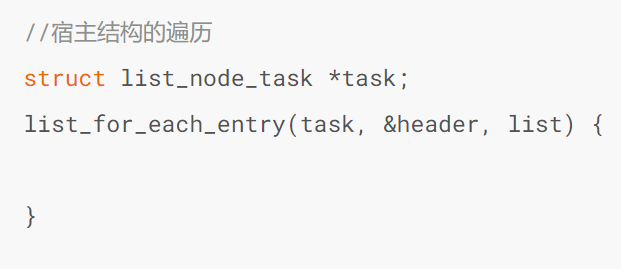 //宿主结构的遍历
struct list_node_task *task;
list_for_each_entry(task, &header, list) {
}